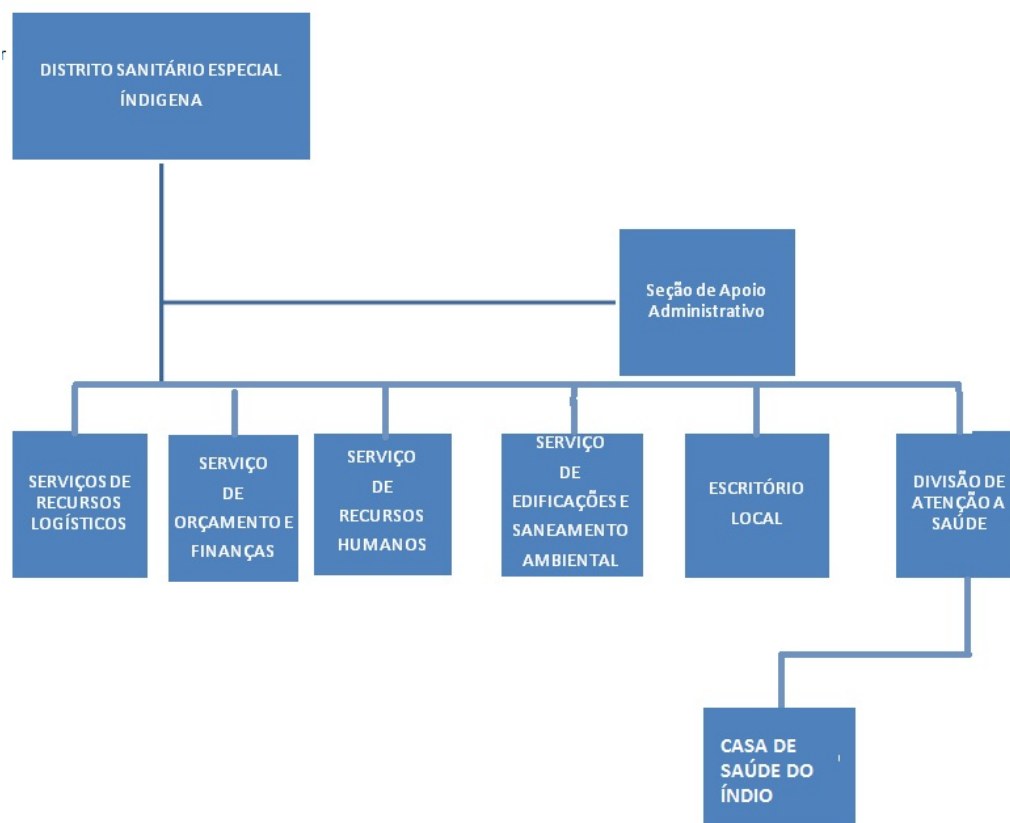 DISTRITO SANITÁRIO ESPECIAL
ÍNDIGENA
Seção de Apoio
Administrativo
SERVIÇOS DE
RECURSOS
LOGÍSTICOS
SERVIÇO
DE
ORÇAMENTO E
FINANÇAS
SERVIÇO
DE
RECURSOS
HUMANOS
SERVIÇO
DE
EDIFICAÇÕES E
SANEAMENTO
AMBIENTAL
ESCRITÓRIO
LOCAL
DIVISÃO DE
ATENÇÃO A
SAÚDE
CASA DE
SAÚDE DO
ÍNDIO